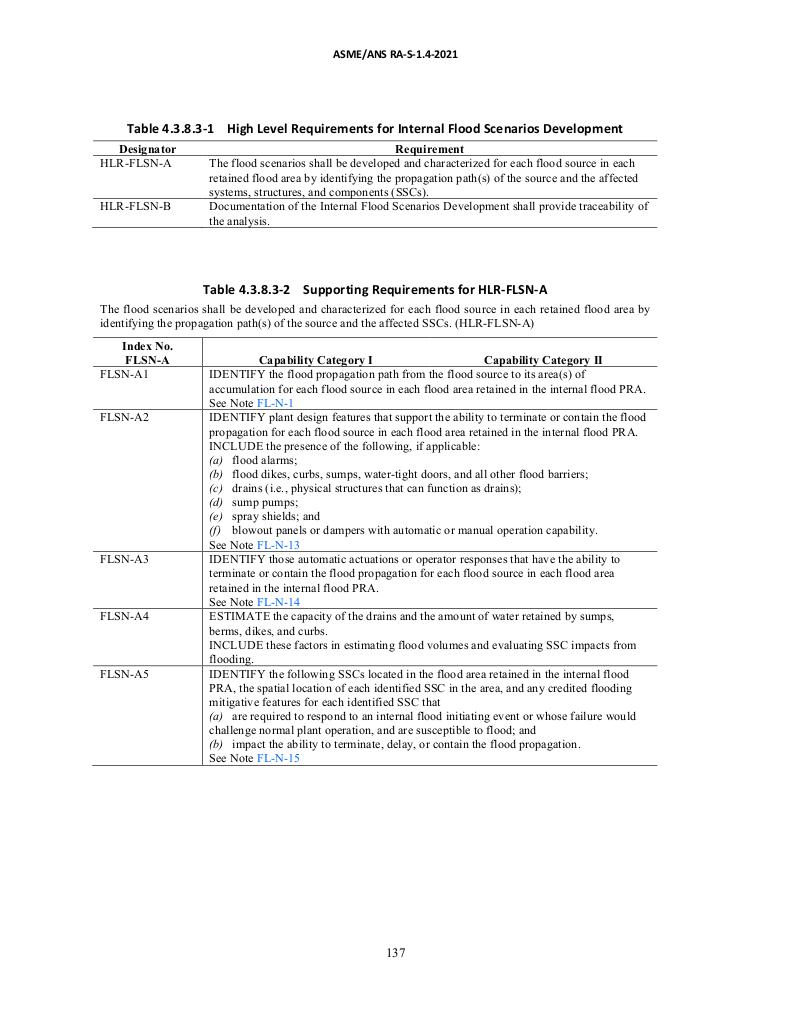 ASME/ANS RA-S-1.4-2021
Table 4.3.8.3-1 High Level Requirements for Internal Flood Scenarios Development
Designator Requirement
HLR-FLSN-A The flood scenarios shall be developed and characterized for each flood source in each
retained flood area by identifying the propagation path(s) of the source and the affected
systems, structures, and components (SSCs).
HLR-FLSN-B Documentation of the Internal Flood Scenarios Development shall provide traceability of
the analysis.
Table 4.3.8.3-2 Supporting Requirements for HLR-FLSN-A
The flood scenarios shall be developed and characterized for each flood source in each retained flood area by
identifying the propagation path(s) of the source and the affected SSCs. (HLR-FLSN-A)
Index No.
FLSN-A Capability Category I Capability Category II
FLSN-A1 IDENTIFY the flood propagation path from the flood source to its area(s) of
accumulation for each flood source in each flood area retained in the internal flood PRA.
See Note FL-N-1
FLSN-A2 IDENTIFY plant design features that support the ability to terminate or contain the flood
propagation for each flood source in each flood area retained in the internal flood PRA.
INCLUDE the presence of the following, if applicable:
(a) flood alarms;
(b) flood dikes, curbs, sumps, water-tight doors, and all other flood barriers;
(c) drains (i.e., physical structures that can function as drains);
(d) sump pumps;
(e) spray shields; and
(f) blowout panels or dampers with automatic or manual operation capability.
See Note FL-N-13
FLSN-A3 IDENTIFY those automatic actuations or operator responses that have the ability to
terminate or contain the flood propagation for each flood source in each flood area
retained in the internal flood PRA.
See Note FL-N-14
FLSN-A4 ESTIMATE the capacity of the drains and the amount of water retained by sumps,
berms, dikes, and curbs.
INCLUDE these factors in estimating flood volumes and evaluating SSC impacts from
flooding.
FLSN-A5 IDENTIFY the following SSCs located in the flood area retained in the internal flood
PRA, the spatial location of each identified SSC in the area, and any credited flooding
mitigative features for each identified SSC that
(a) are required to respond to an internal flood initiating event or whose failure would
challenge normal plant operation, and are susceptible to flood; and
(b) impact the ability to terminate, delay, or contain the flood propagation.
See Note FL-N-15
137